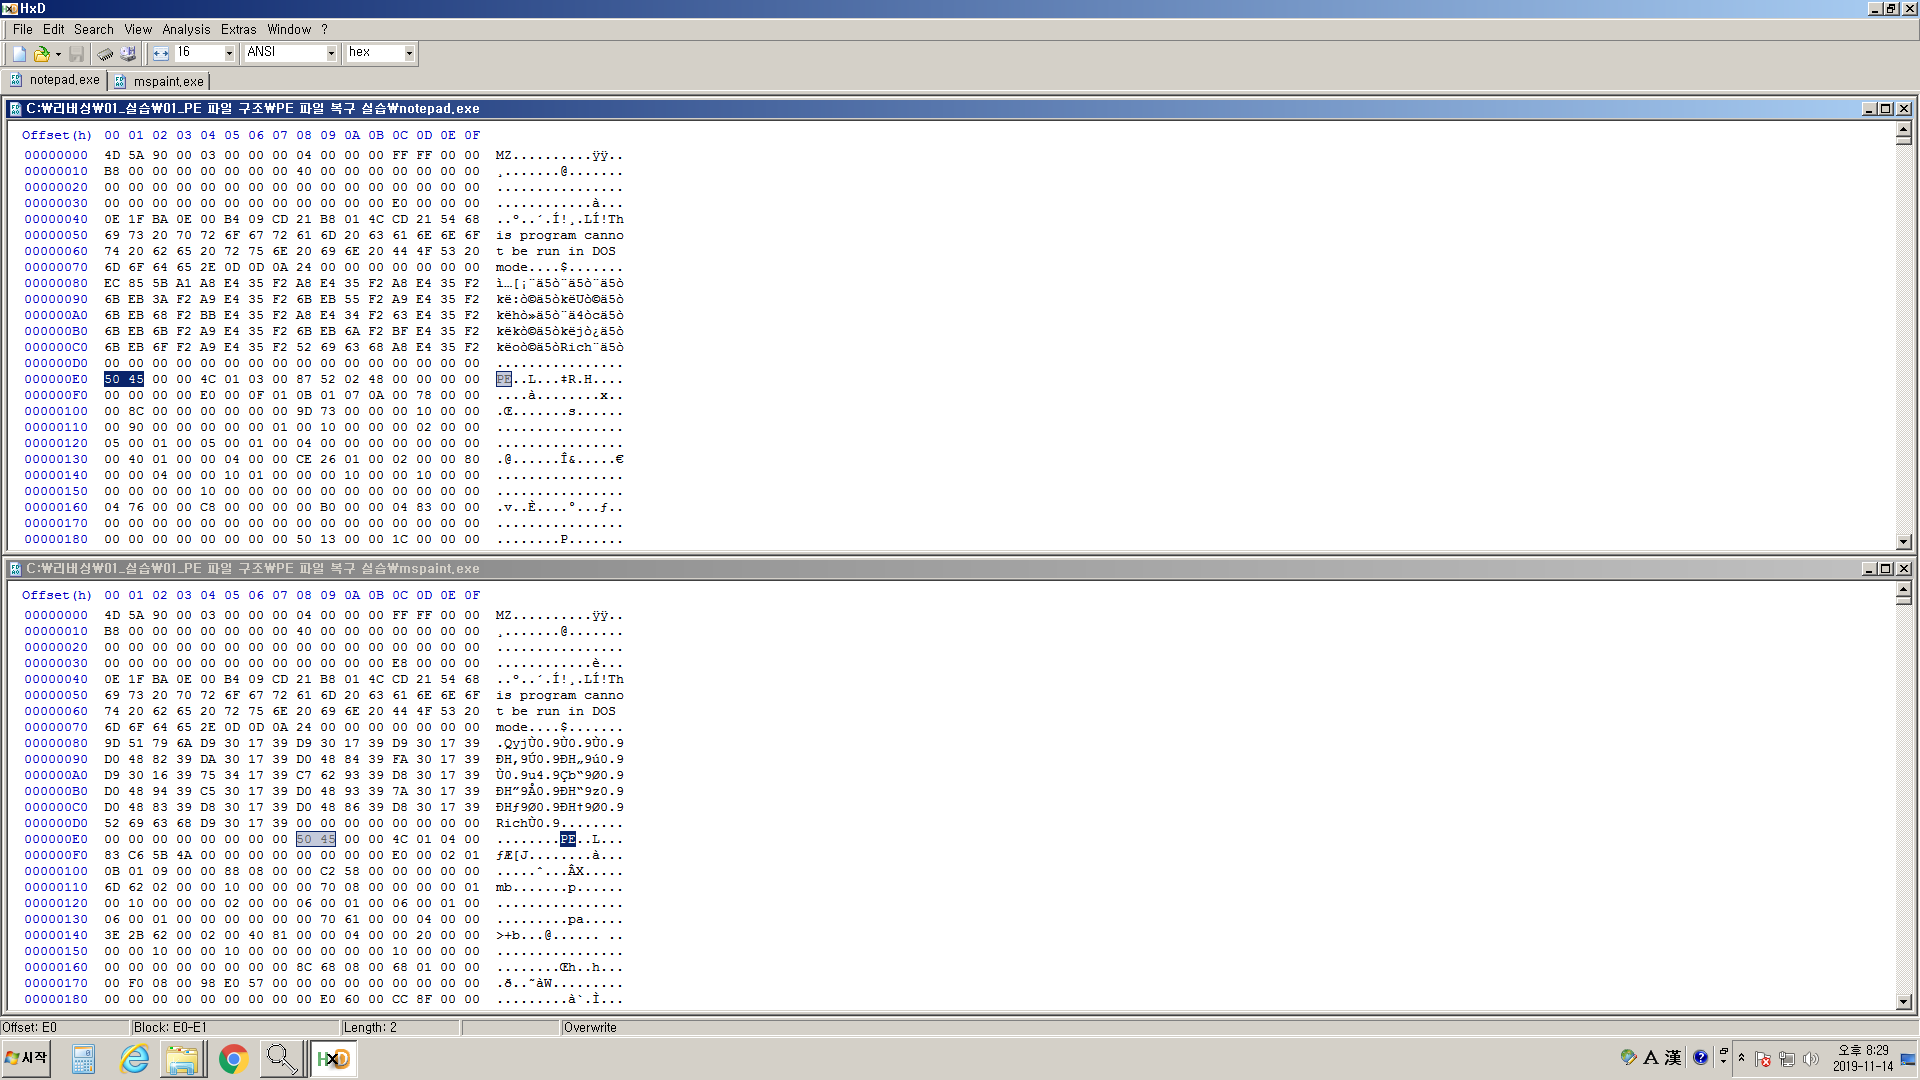 HxD
File Edit Search View Analysis Extras Window ?
16 ANSI hex
notepad.exe mspaint.exe
C:₩리버싱₩01_실습₩01_PE 파일 구조₩PE 파일 복구 실습₩notepad.exe
Offset(h) 00 01 02 03 04 05 06 07 08 09 0A 0B 0C 0D 0E 0F
00000000 4D 5A 90 00 03 00 00 00 04 00 00 00 FF FF 00 00 MZ..........ÿÿ..
00000010 B8 00 00 00 00 00 00 00 40 00 00 00 00 00 00 00 ¸.......@.......
00000020 00 00 00 00 00 00 00 00 00 00 00 00 00 00 00 00 ................
00000030 00 00 00 00 00 00 00 00 00 00 00 00 E0 00 00 00 ............à...
00000040 0E 1F BA 0E 00 B4 09 CD 21 B8 01 4C CD 21 54 68 ..º..´.Í!¸.LÍ!Th
00000050 69 73 20 70 72 6F 67 72 61 6D 20 63 61 6E 6E 6F is program canno
00000060 74 20 62 65 20 72 75 6E 20 69 6E 20 44 4F 53 20 t be run in DOS
00000070 6D 6F 64 65 2E 0D 0D 0A 24 00 00 00 00 00 00 00 mode....$.......
00000080 EC 85 5B A1 A8 E4 35 F2 A8 E4 35 F2 A8 E4 35 F2 ì…[¡¨ä5ò¨ä5ò¨ä5ò
00000090 6B EB 3A F2 A9 E4 35 F2 6B EB 55 F2 A9 E4 35 F2 kë:ò©ä5òkëUò©ä5ò
000000A0 6B EB 68 F2 BB E4 35 F2 A8 E4 34 F2 63 E4 35 F2 këhò»ä5ò¨ä4òcä5ò
000000B0 6B EB 6B F2 A9 E4 35 F2 6B EB 6A F2 BF E4 35 F2 këkò©ä5òkëjò¿ä5ò
000000C0 6B EB 6F F2 A9 E4 35 F2 52 69 63 68 A8 E4 35 F2 këoò©ä5òRich¨ä5ò
000000D0 00 00 00 00 00 00 00 00 00 00 00 00 00 00 00 00 ................
000000E0 50 45 00 00 4C 01 03 00 87 52 02 48 00 00 00 00 PE..L...‡R.H....
000000F0 00 00 00 00 E0 00 0F 01 0B 01 07 0A 00 78 00 00 ....à........x..
00000100 00 8C 00 00 00 00 00 00 9D 73 00 00 00 10 00 00 .Œ.......s......
00000110 00 90 00 00 00 00 00 01 00 10 00 00 00 02 00 00 ................
00000120 05 00 01 00 05 00 01 00 04 00 00 00 00 00 00 00 ................
00000130 00 40 01 00 00 04 00 00 CE 26 01 00 02 00 00 80 .@......Î&.....€
00000140 00 00 04 00 00 10 01 00 00 00 10 00 00 10 00 00 ................
00000150 00 00 00 00 10 00 00 00 00 00 00 00 00 00 00 00 ................
00000160 04 76 00 00 C8 00 00 00 00 B0 00 00 04 83 00 00 .v..È....°...ƒ..
00000170 00 00 00 00 00 00 00 00 00 00 00 00 00 00 00 00 ................
00000180 00 00 00 00 00 00 00 00 50 13 00 00 1C 00 00 00 ........P.......
C:₩리버싱₩01_실습₩01_PE 파일 구조₩PE 파일 복구 실습₩mspaint.exe
Offset(h) 00 01 02 03 04 05 06 07 08 09 0A 0B 0C 0D 0E 0F
00000000 4D 5A 90 00 03 00 00 00 04 00 00 00 FF FF 00 00 MZ..........ÿÿ..
00000010 B8 00 00 00 00 00 00 00 40 00 00 00 00 00 00 00 ¸.......@.......
00000020 00 00 00 00 00 00 00 00 00 00 00 00 00 00 00 00 ................
00000030 00 00 00 00 00 00 00 00 00 00 00 00 E8 00 00 00 ............è...
00000040 0E 1F BA 0E 00 B4 09 CD 21 B8 01 4C CD 21 54 68 ..º..´.Í!¸.LÍ!Th
00000050 69 73 20 70 72 6F 67 72 61 6D 20 63 61 6E 6E 6F is program canno
00000060 74 20 62 65 20 72 75 6E 20 69 6E 20 44 4F 53 20 t be run in DOS
00000070 6D 6F 64 65 2E 0D 0D 0A 24 00 00 00 00 00 00 00 mode....$.......
00000080 9D 51 79 6A D9 30 17 39 D9 30 17 39 D9 30 17 39 .QyjÙ0.9Ù0.9Ù0.9
00000090 D0 48 82 39 DA 30 17 39 D0 48 84 39 FA 30 17 39 ÐH‚9Ú0.9ÐH„9ú0.9
000000A0 D9 30 16 39 75 34 17 39 C7 62 93 39 D8 30 17 39 Ù0.9u4.9Çb“9Ø0.9
000000B0 D0 48 94 39 C5 30 17 39 D0 48 93 39 7A 30 17 39 ÐH”9Å0.9ÐH“9z0.9
000000C0 D0 48 83 39 D8 30 17 39 D0 48 86 39 D8 30 17 39 ÐHƒ9Ø0.9ÐH†9Ø0.9
000000D0 52 69 63 68 D9 30 17 39 00 00 00 00 00 00 00 00 RichÙ0.9........
000000E0 00 00 00 00 00 00 00 00 50 45 00 00 4C 01 04 00 ........PE..L...
000000F0 83 C6 5B 4A 00 00 00 00 00 00 00 00 E0 00 02 01 ƒÆ[J........à...
00000100 0B 01 09 00 00 88 08 00 00 C2 58 00 00 00 00 00 .....ˆ...ÂX.....
00000110 6D 62 02 00 00 10 00 00 00 70 08 00 00 00 00 01 mb.......p......
00000120 00 10 00 00 00 02 00 00 06 00 01 00 06 00 01 00 ................
00000130 06 00 01 00 00 00 00 00 00 70 61 00 00 04 00 00 .........pa.....
00000140 3E 2B 62 00 02 00 40 81 00 00 04 00 00 20 00 00 >+b...@...... ..
00000150 00 00 10 00 00 10 00 00 00 00 00 00 10 00 00 00 ................
00000160 00 00 00 00 00 00 00 00 8C 68 08 00 68 01 00 00 ........Œh..h...
00000170 00 F0 08 00 98 E0 57 00 00 00 00 00 00 00 00 00 .ð..˜àW.........
00000180 00 00 00 00 00 00 00 00 00 E0 60 00 CC 8F 00 00 .........à`.Ì...
Offset: E0 Block: E0-E1 Length: 2 Overwrite
시작 HXD A 漢 ? 오후 8:29
2019-11-14